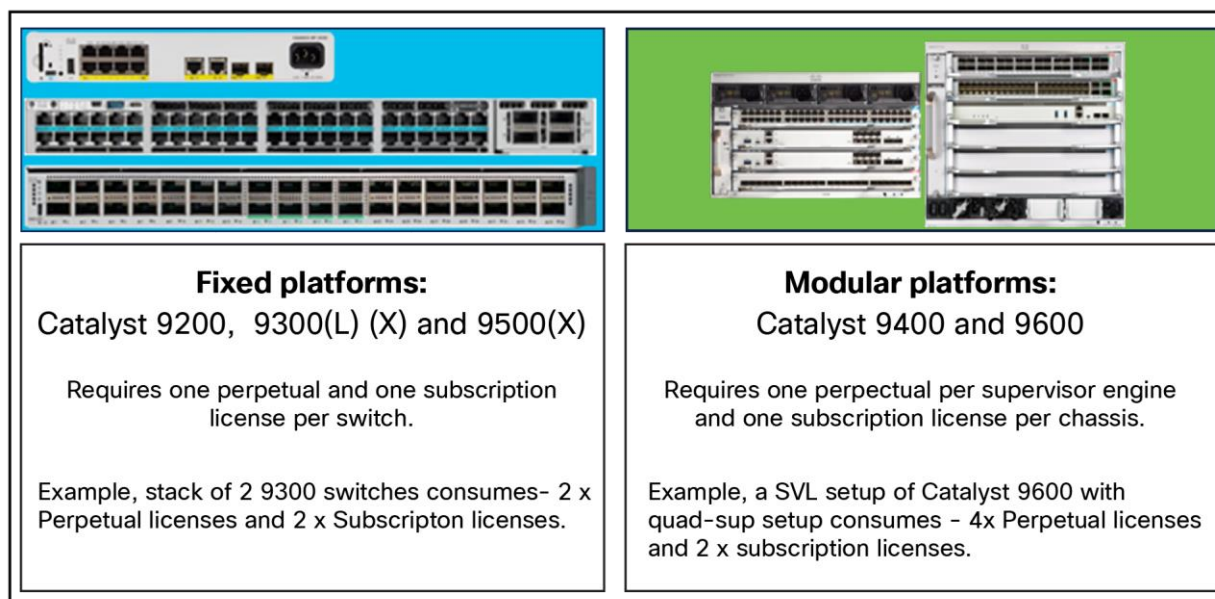 Fixed platforms:
Catalyst 9200,  9300(L) (X) and 9500(X)
Requires one perpetual and one subscription
license per switch.
Example, stack of 2 9300 switches consumes- 2 x
Perpetual licenses and 2 x Subscripton licenses.
Modular platforms:
Catalyst 9400 and 9600
Requires one perpectual per supervisor engine
and one subscription license per chassis.
Example, a SVL setup of Catalyst 9600 with
quad-sup setup consumes - 4x Perpetual licenses
and 2 x subscription licenses.